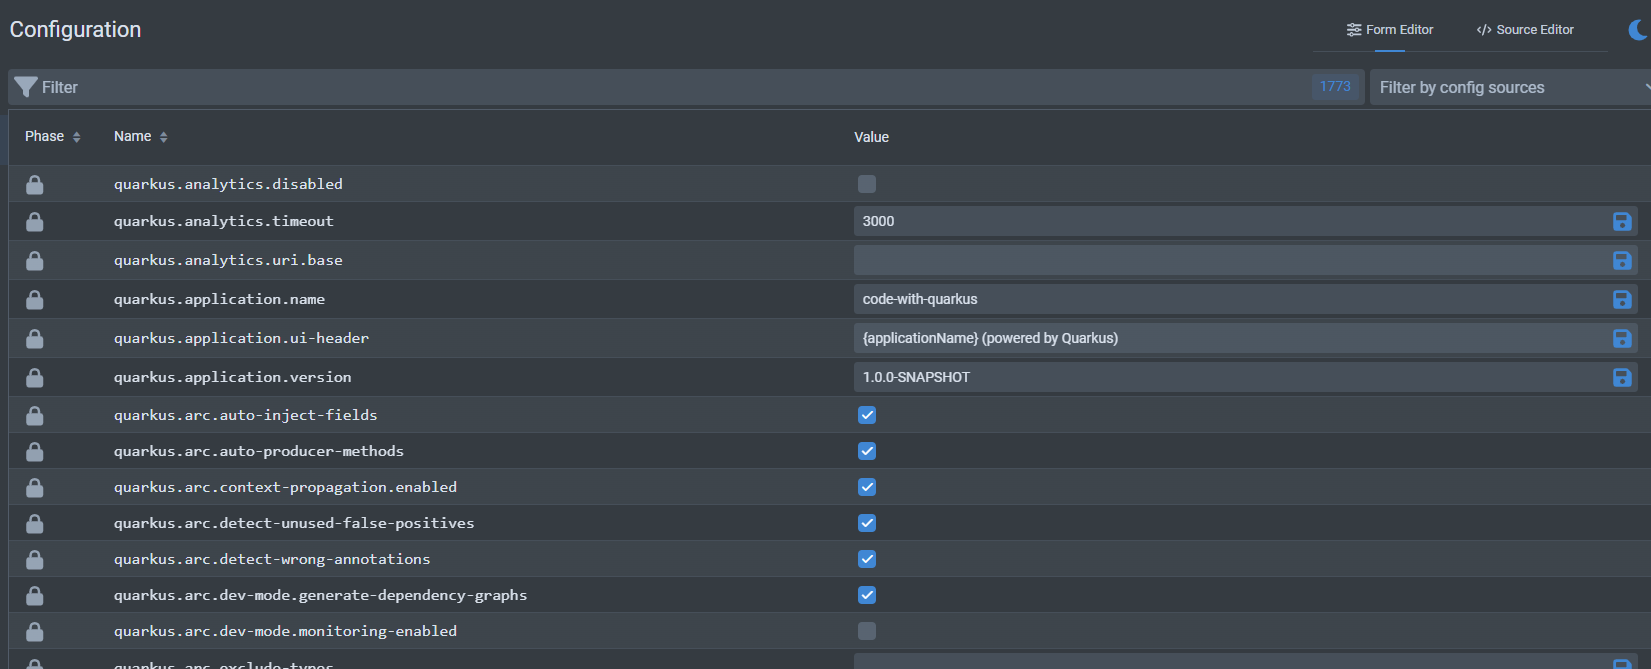 Configuration
Form Editor
</> Source Editor
Filter
1773
Filter by config sources
Phase Name Value
quarkus.analytics.disabled
quarkus.analytics.timeout 3000
quarkus.analytics.uri.base
quarkus.application.name code-with-quarkus
quarkus.application.ui-header {applicationName} (powered by Quarkus)
quarkus.application.version 1.0.0-SNAPSHOT
quarkus.arc.auto-inject-fields
quarkus.arc.auto-producer-methods
quarkus.arc.context-propagation.enabled
quarkus.arc.detect-unused-false-positives
quarkus.arc.detect-wrong-annotations
quarkus.arc.dev-mode.generate-dependency-graphs
quarkus.arc.dev-mode.monitoring-enabled
quarkus.arc.exclude-types